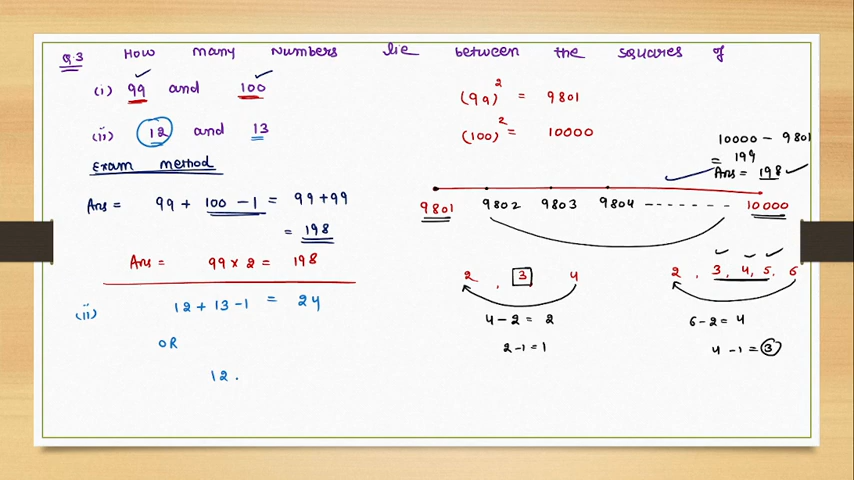 Q.3 How many Numbers lie between the squares of
(i) 99 and 100
(ii) 12 and 13
Exam method
Ans = 99 + 100 - 1 = 99 + 99
= 198
Ans = 99 × 2 = 198
(ii) 12 + 13 - 1 = 24
OR
12 .
(99)² = 9801
(100)² = 10000
10000 - 9801
= 199
Ans = 198
9801 9802 9803 9804 ------- 10000
2 , 3 4
4 - 2 = 2
2 - 1 = 1
2 , 3, 4, 5, 6
6 - 2 = 4
4 - 1 = 3